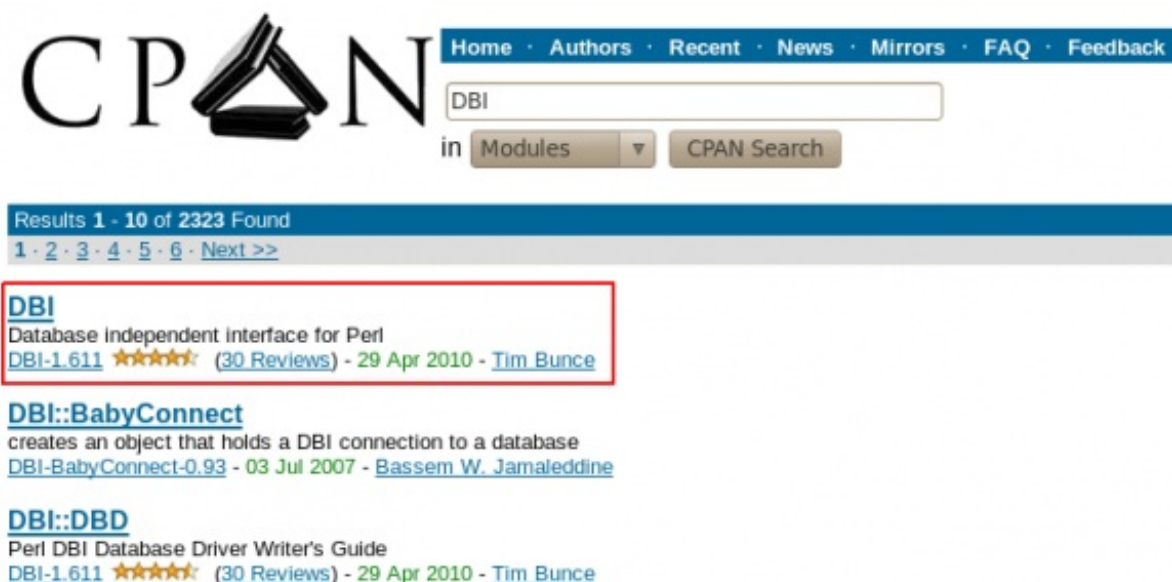 CPAN
Home · Authors · Recent · News · Mirrors · FAQ · Feedback
DBI
in Modules CPAN Search
Results 1 - 10 of 2323 Found
1 · 2 · 3 · 4 · 5 · 6 · Next >>
DBI
Database independent interface for Perl
DBI-1.611 (30 Reviews) - 29 Apr 2010 - Tim Bunce
DBI::BabyConnect
creates an object that holds a DBI connection to a database
DBI-BabyConnect-0.93 - 03 Jul 2007 - Bassem W. Jamaleddine
DBI::DBD
Perl DBI Database Driver Writer's Guide
DBI-1.611 (30 Reviews) - 29 Apr 2010 - Tim Bunce